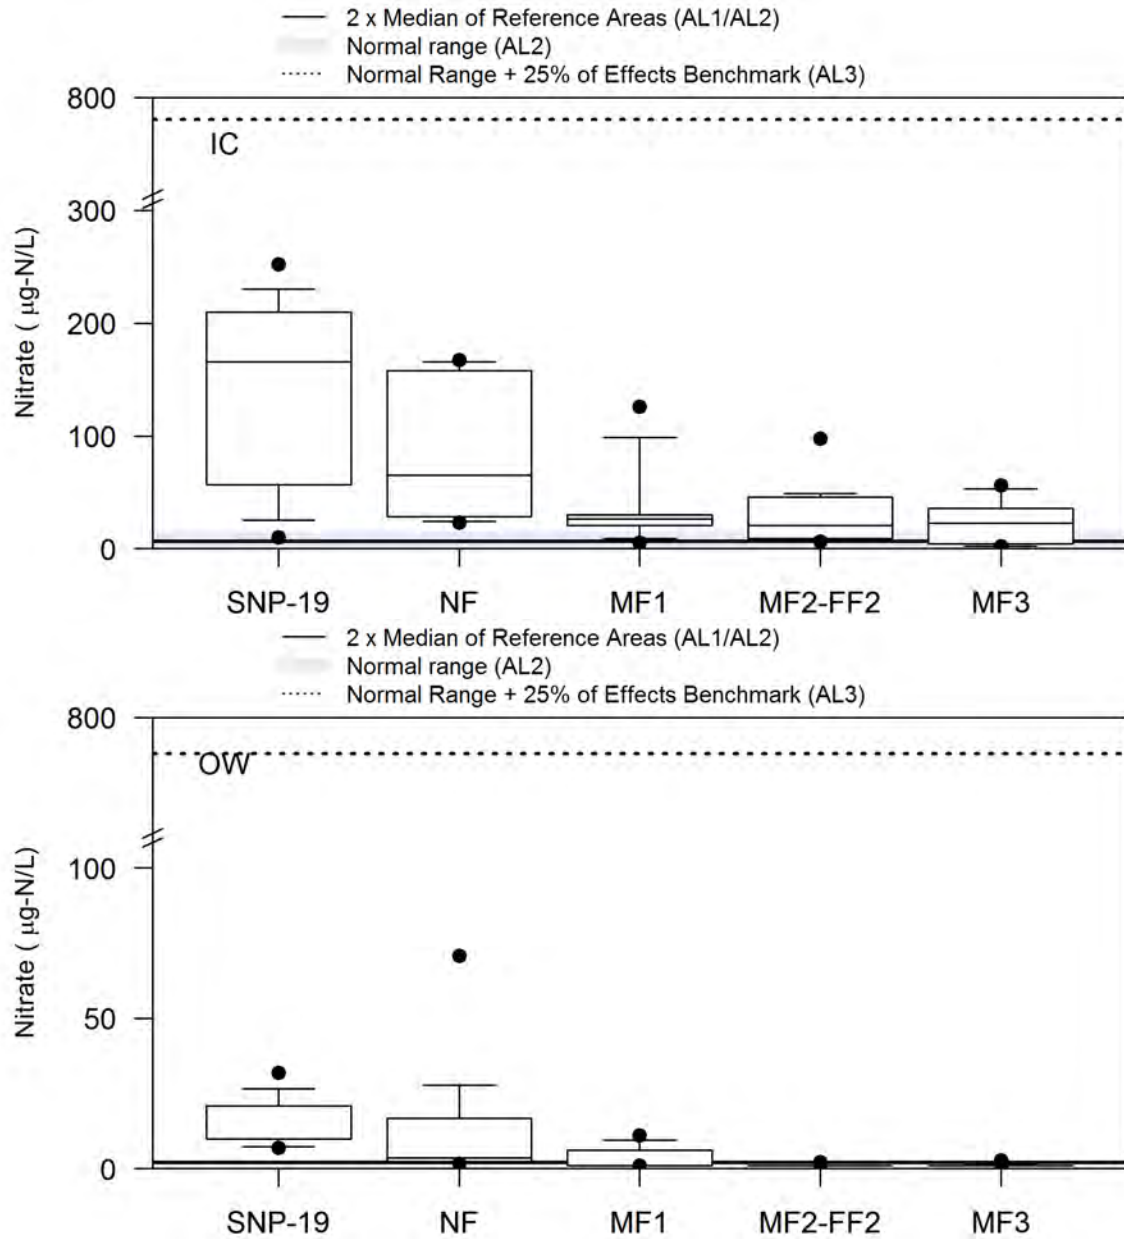 2 x Median of Reference Areas (AL1/AL2)
Normal range (AL2)
Normal Range + 25% of Effects Benchmark (AL3)
800
IC
300
200
100
0
Nitrate ( µg-N/L)
SNP-19 NF MF1 MF2-FF2 MF3
2 x Median of Reference Areas (AL1/AL2)
Normal range (AL2)
Normal Range + 25% of Effects Benchmark (AL3)
800
OW
100
50
0
Nitrate ( µg-N/L)
SNP-19 NF MF1 MF2-FF2 MF3